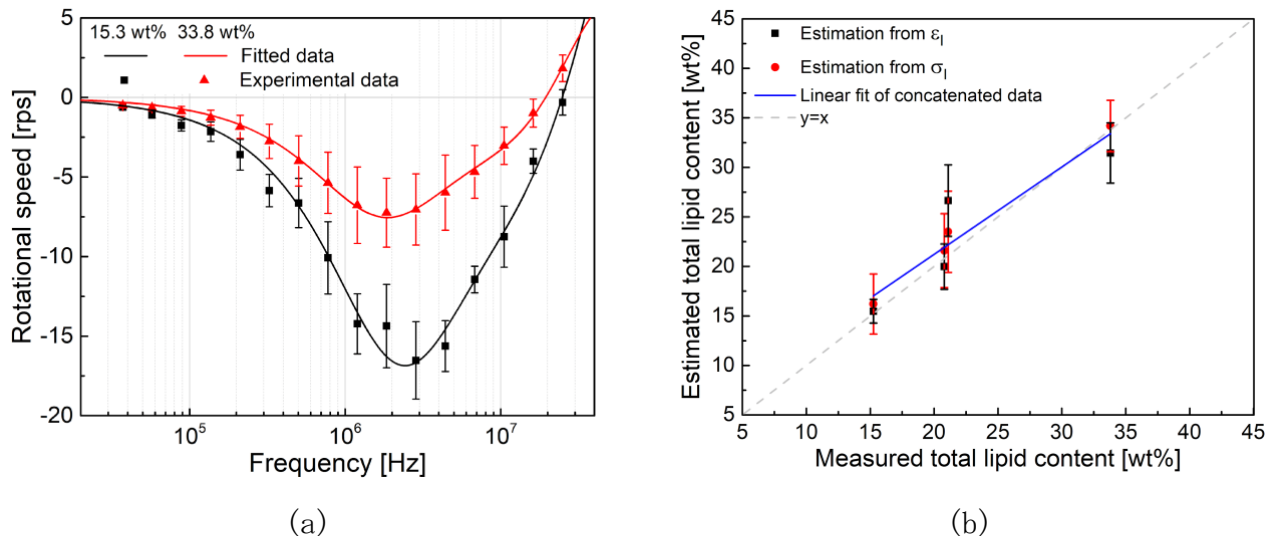 15.3 wt% 33.8 wt%
Fitted data
Experimental data
5
0
-5
-10
-15
-20
10^5 10^6 10^7
Rotational speed [rps]
Frequency [Hz]
(a)
Estimation from ε_l
Estimation from σ_l
Linear fit of concatenated data
y=x
45
40
35
30
25
20
15
10
5
5 10 15 20 25 30 35 40 45
Estimated total lipid content [wt%]
Measured total lipid content [wt%]
(b)